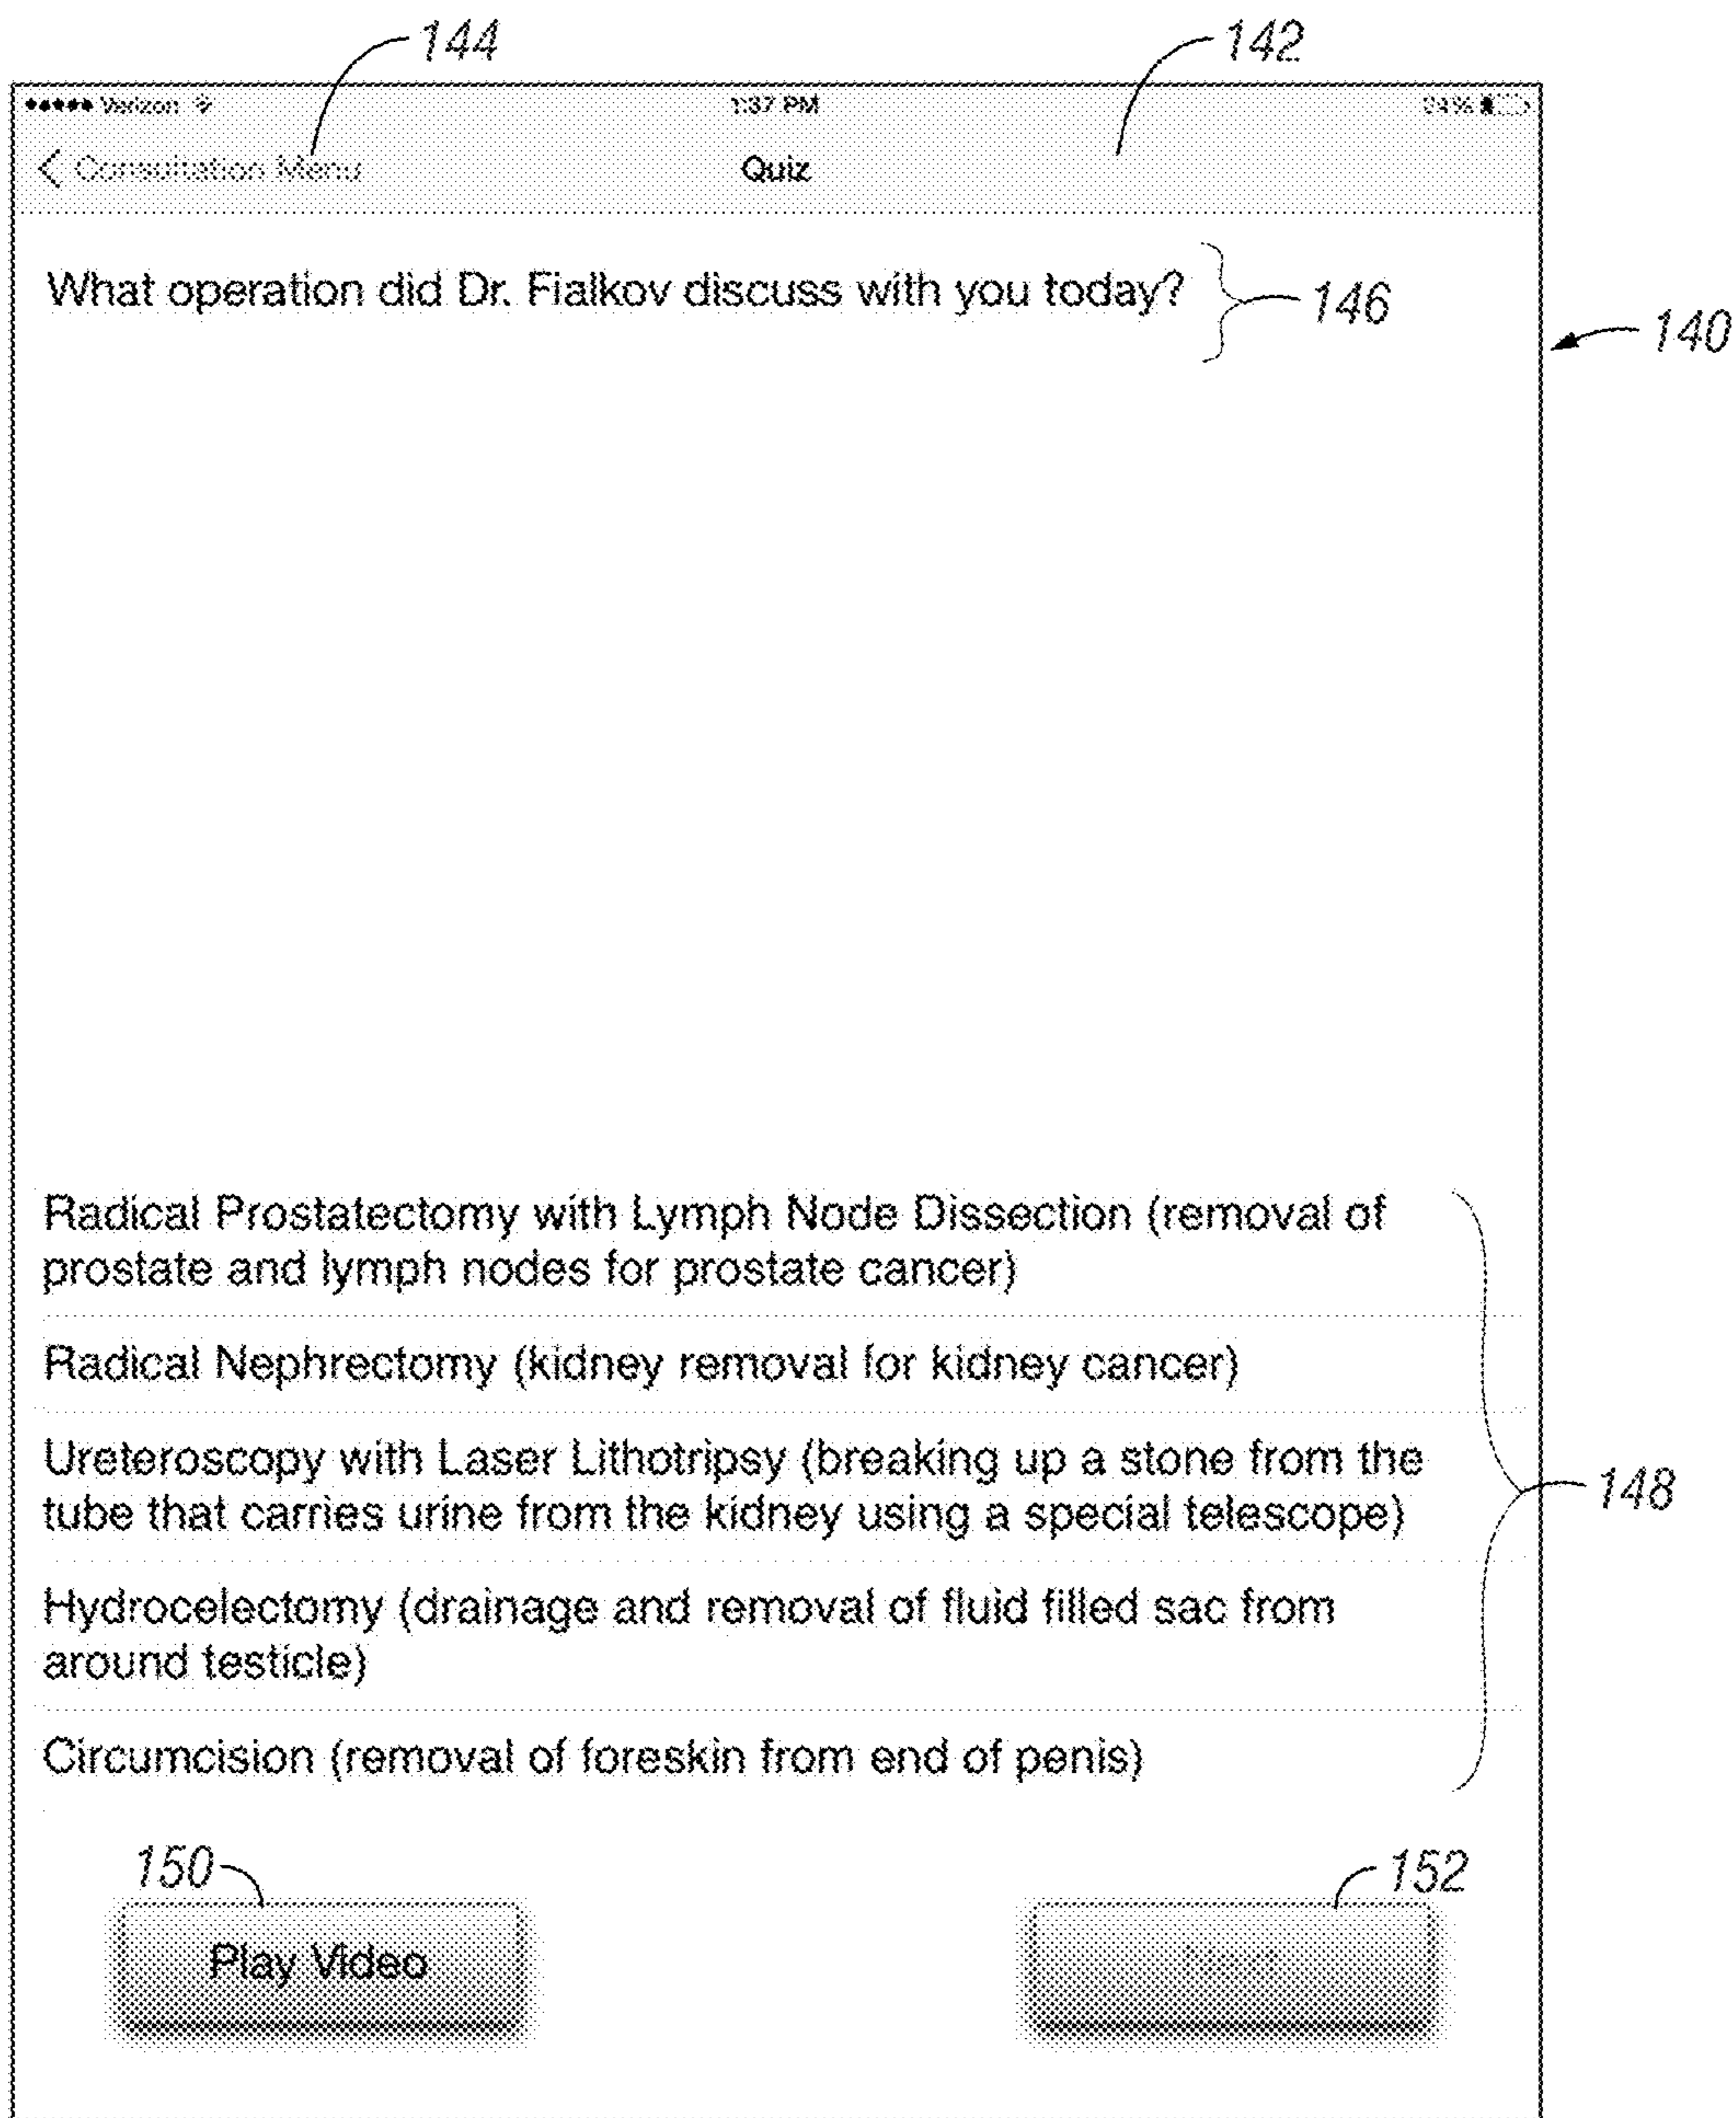 144 142
Verizon 1:37 PM 24%
Consultation Menu Quiz
What operation did Dr. Fialkov discuss with you today? 146
140
Radical Prostatectomy with Lymph Node Dissection (removal of
prostate and lymph nodes for prostate cancer)
Radical Nephrectomy (kidney removal for kidney cancer)
Ureteroscopy with Laser Lithotripsy (breaking up a stone from the
tube that carries urine from the kidney using a special telescope)
148
Hydrocelectomy (drainage and removal of fluid filled sac from
around testicle)
Circumcision (removal of foreskin from end of penis)
150 152
Play Video